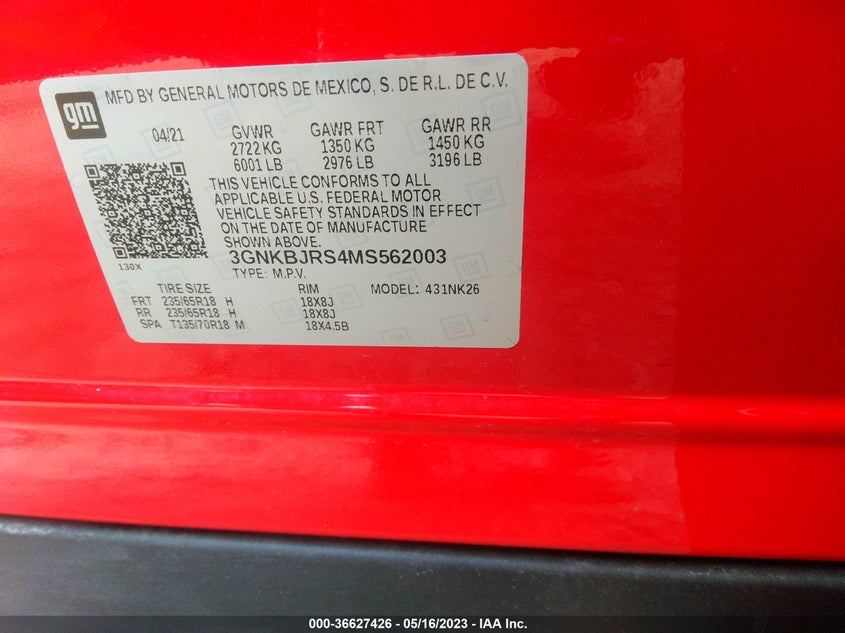 gm
MFD BY GENERAL MOTORS DE MEXICO, S. DE R.L. DE C.V.
04/21 GVWR GAWR FRT GAWR RR
2722 KG 1350 KG 1450 KG
6001 LB 2976 LB 3196 LB
THIS VEHICLE CONFORMS TO ALL
APPLICABLE U.S. FEDERAL MOTOR
VEHICLE SAFETY STANDARDS IN EFFECT
ON THE DATE OF MANUFACTURE
SHOWN ABOVE.
130X 3GNKBJRS4MS562003
TYPE: M.P.V.
TIRE SIZE RIM MODEL: 431NK26
FRT 235/65R18 H 18X8J
RR 235/65R18 H 18X8J
SPA T135/70R18 M 18X4.5B
000-36627426 - 05/16/2023 - IAA Inc.